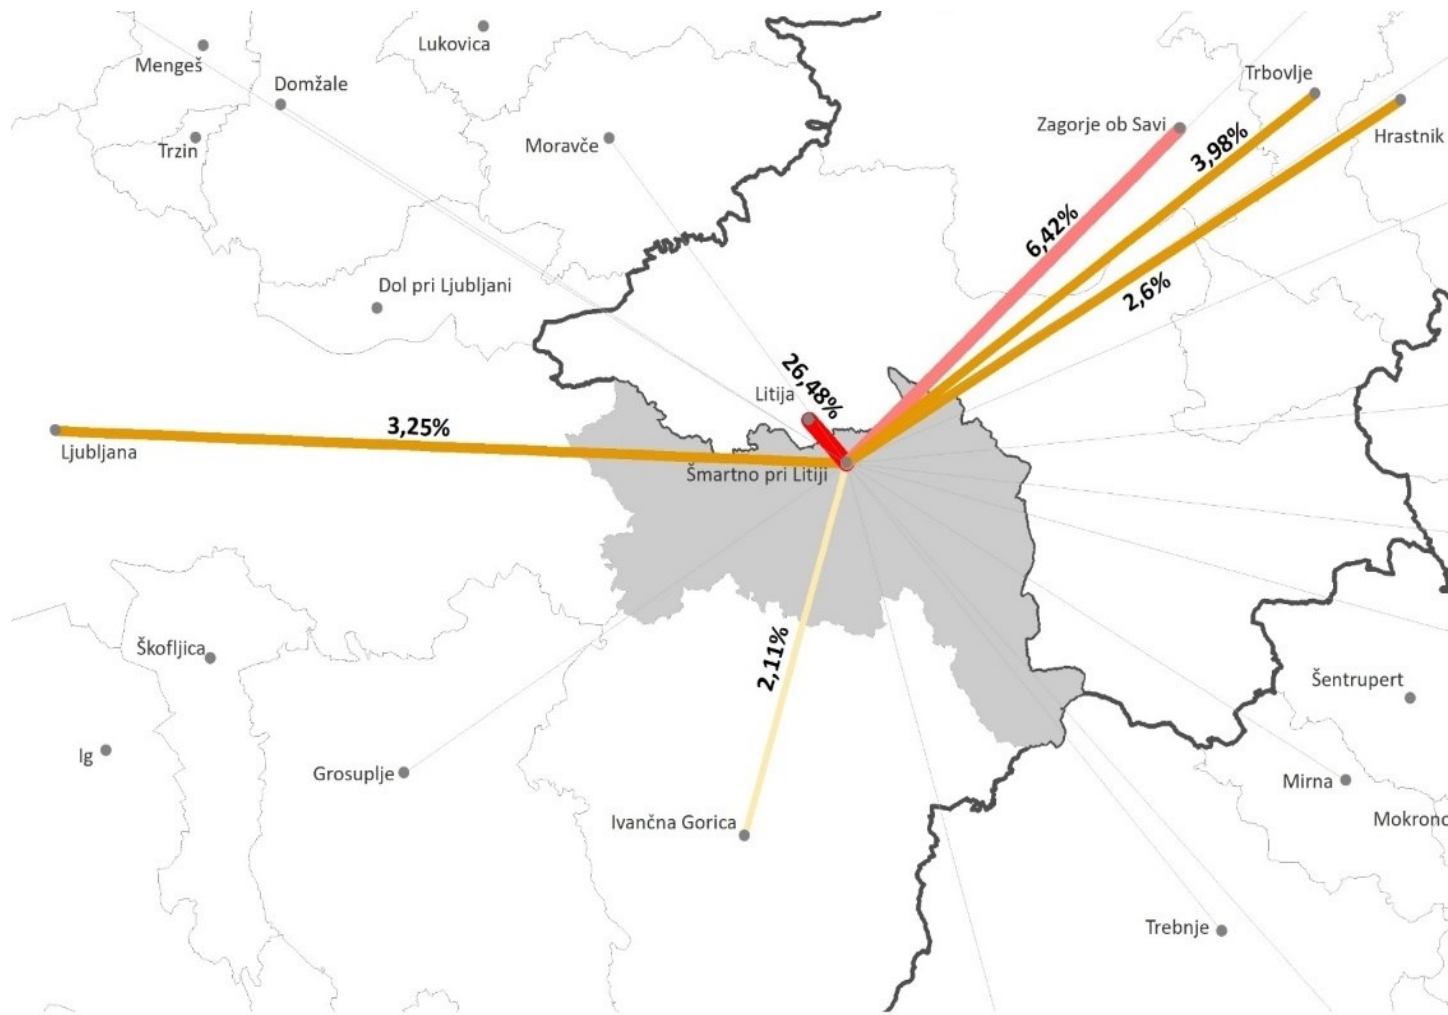 Lukovica
Mengeš
Domžale
Trbovlje
Zagorje ob Savi
Hrastnik
Trzin
Moravče
3,98%
6,42%
Dol pri Ljubljani
2,6%
26,48%
Litija
3,25%
Ljubljana
Šmartno pri Litiji
Škofljica
2,11%
Šentrupert
Ig
Grosuplje
Mirna
Ivančna Gorica
Mokrono
Trebnje